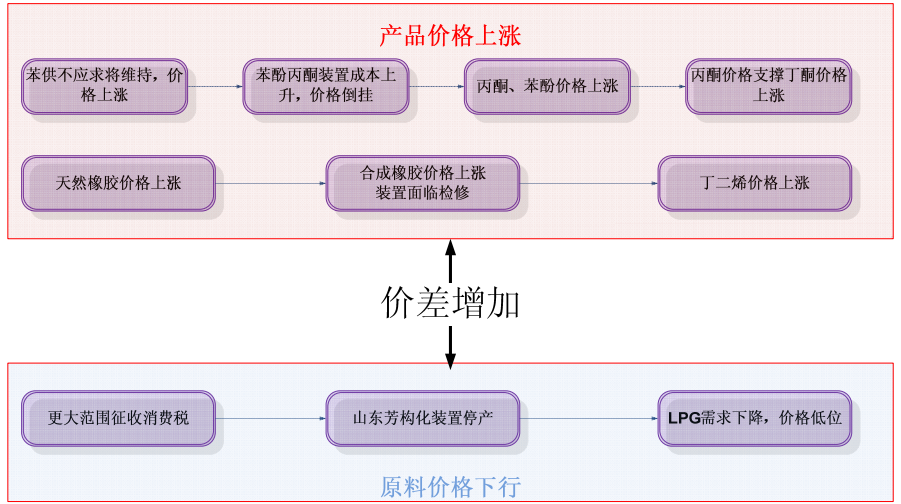 产品价格上涨
苯供不应求将维持，价
格上涨
苯酚丙酮装置成本上
升，价格倒挂
丙酮、苯酚价格上涨
丙酮价格支撑丁酮价格
上涨
天然橡胶价格上涨
合成橡胶价格上涨
装置面临检修
丁二烯价格上涨
价差增加
更大范围征收消费税
山东芳构化装置停产
LPG需求下降，价格低位
原料价格下行